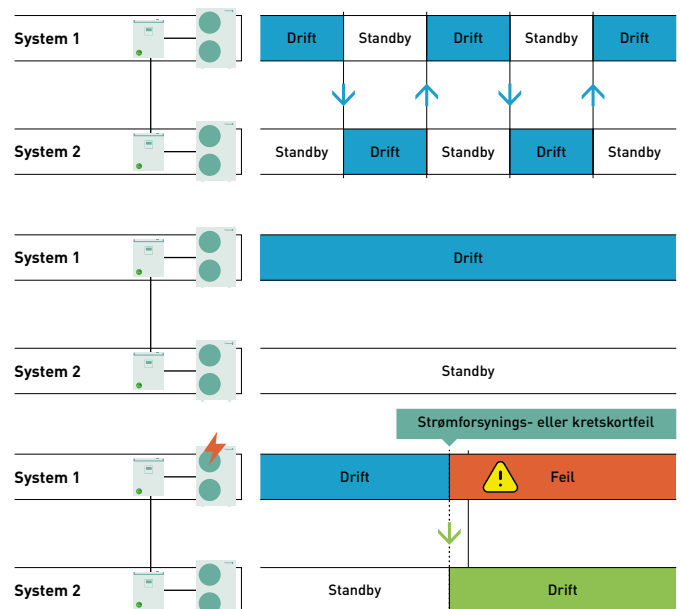 System 1 Drift Standby Drift Standby Drift
System 2 Standby Drift Standby Drift Standby
System 1 Drift
System 2 Standby
Strømforsynings- eller kretskortfeil
System 1 Drift Feil
System 2 Standby Drift